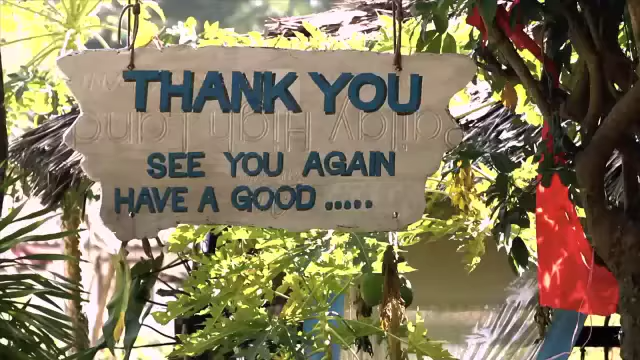 THANK YOU
SEE YOU AGAIN
HAVE A GOOD .....